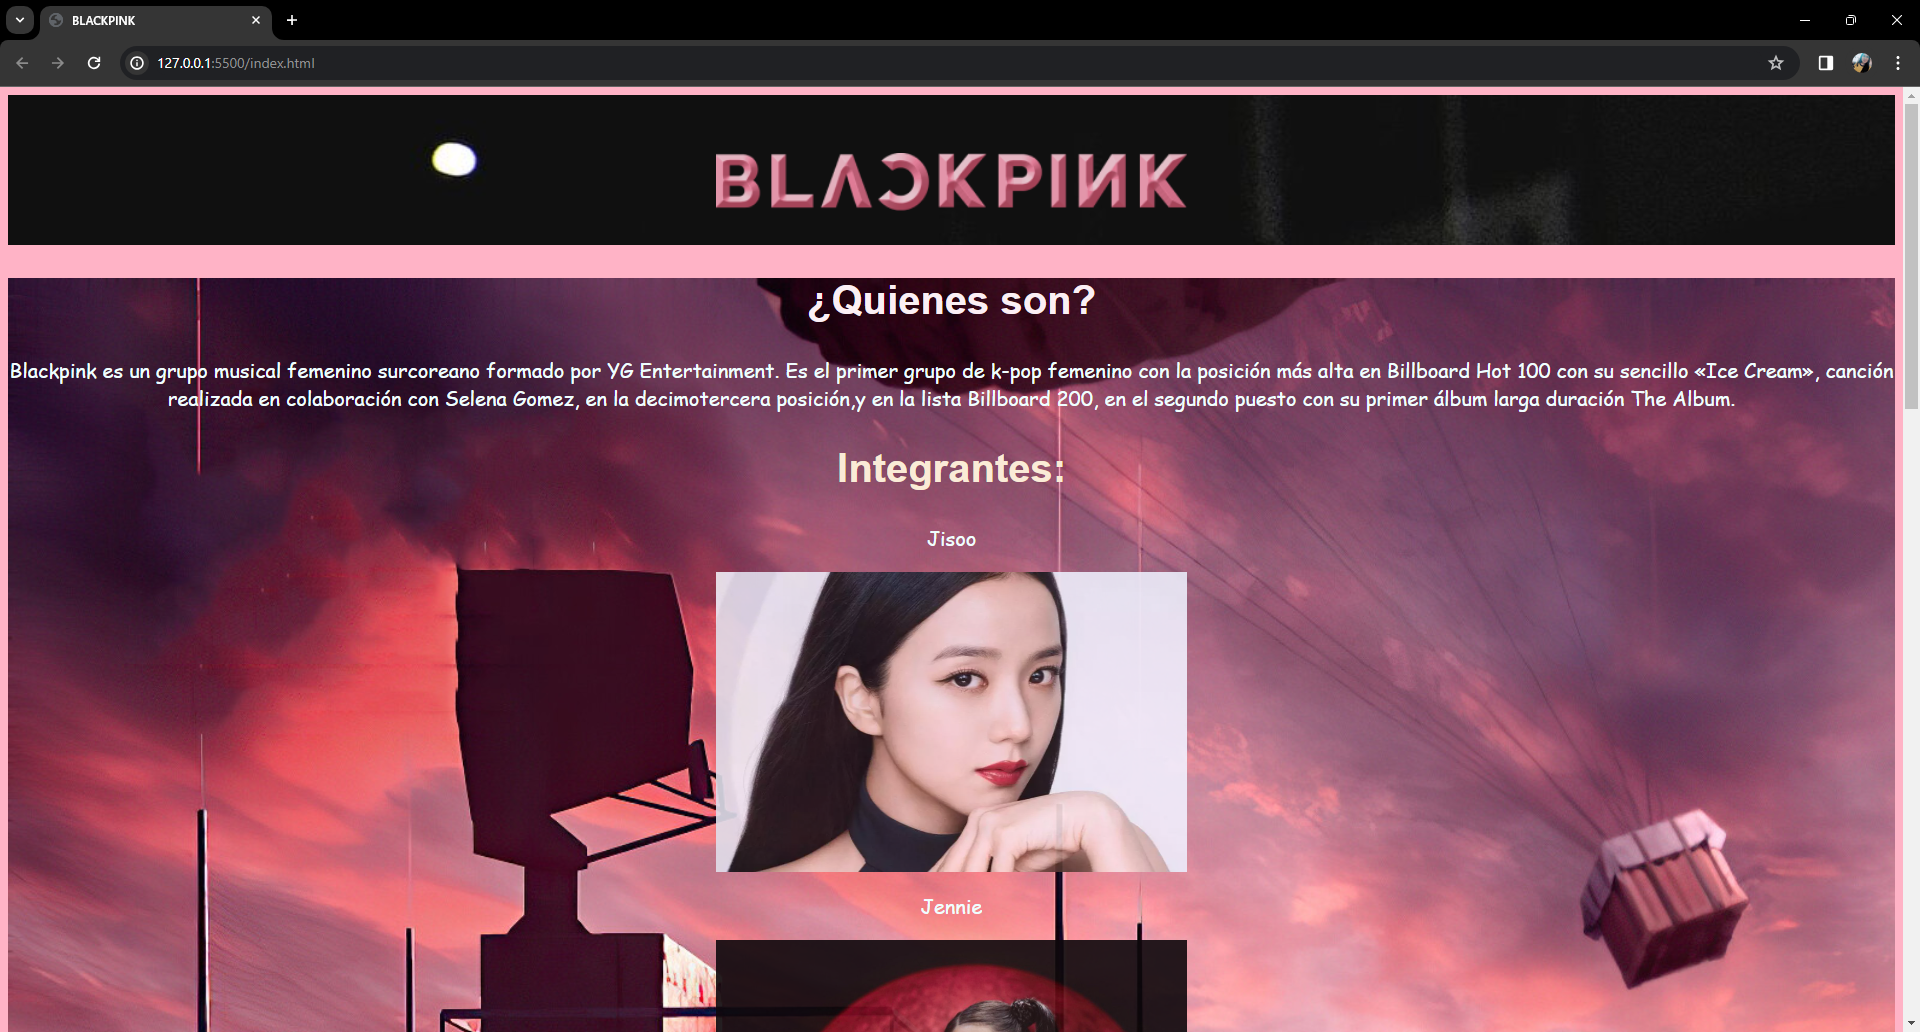 BLACKPINK
127.0.0.1:5500/index.html
BLACKPINK
¿Quienes son?
Blackpink es un grupo musical femenino surcoreano formado por YG Entertainment. Es el primer grupo de k-pop femenino con la posición más alta en Billboard Hot 100 con su sencillo «Ice Cream», canción
realizada en colaboración con Selena Gomez, en la decimotercera posición,y en la lista Billboard 200, en el segundo puesto con su primer álbum larga duración The Album.
Integrantes:
Jisoo
Jennie